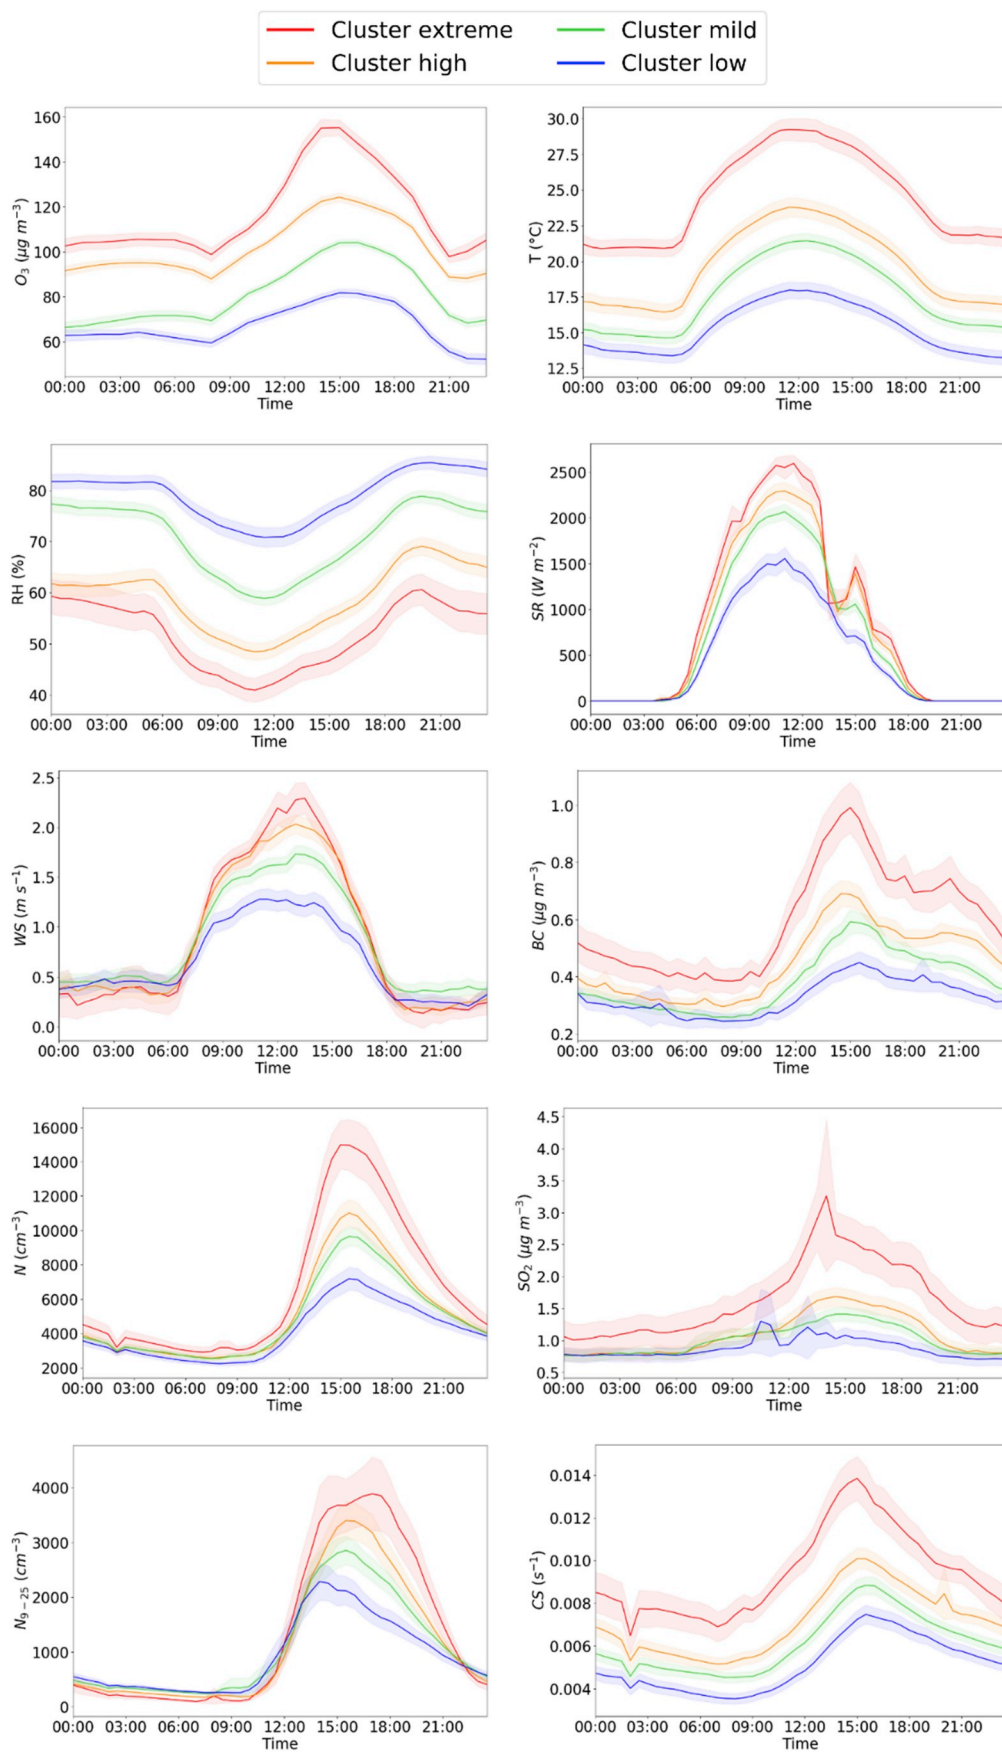 Cluster extreme
Cluster high
Cluster mild
Cluster low
O3 (μg m−3)
160
140
120
100
80
60
00:00 03:00 06:00 09:00 12:00 15:00 18:00 21:00
Time
T (°C)
30.0
27.5
25.0
22.5
20.0
17.5
15.0
12.5
00:00 03:00 06:00 09:00 12:00 15:00 18:00 21:00
Time
RH (%)
80
70
60
50
40
00:00 03:00 06:00 09:00 12:00 15:00 18:00 21:00
Time
SR (W m−2)
2500
2000
1500
1000
500
0
00:00 03:00 06:00 09:00 12:00 15:00 18:00 21:00
Time
WS (m s−1)
2.5
2.0
1.5
1.0
0.5
0.0
00:00 03:00 06:00 09:00 12:00 15:00 18:00 21:00
Time
BC (μg m−3)
1.0
0.8
0.6
0.4
0.2
00:00 03:00 06:00 09:00 12:00 15:00 18:00 21:00
Time
N (cm−3)
16000
14000
12000
10000
8000
6000
4000
2000
00:00 03:00 06:00 09:00 12:00 15:00 18:00 21:00
Time
SO2 (μg m−3)
4.5
4.0
3.5
3.0
2.5
2.0
1.5
1.0
0.5
00:00 03:00 06:00 09:00 12:00 15:00 18:00 21:00
Time
N9−25 (cm−3)
4000
3000
2000
1000
0
00:00 03:00 06:00 09:00 12:00 15:00 18:00 21:00
Time
CS (s−1)
0.014
0.012
0.010
0.008
0.006
0.004
00:00 03:00 06:00 09:00 12:00 15:00 18:00 21:00
Time